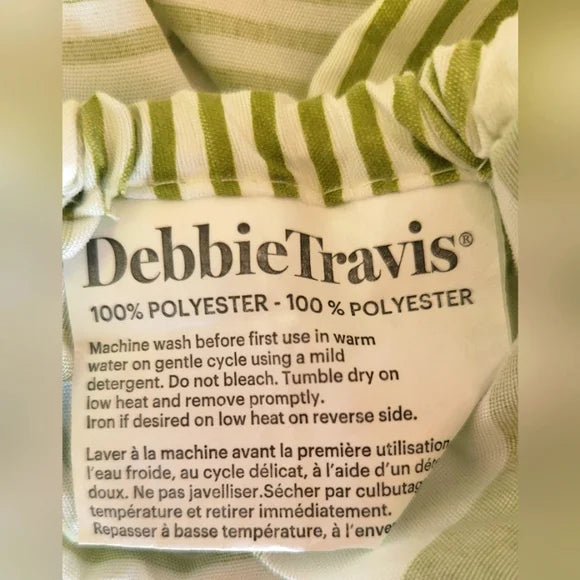 DebbieTravis®
100% POLYESTER - 100 % POLYESTER
Machine wash before first use in warm
water on gentle cycle using a mild
detergent. Do not bleach. Tumble dry on
low heat and remove promptly.
Iron if desired on low heat on reverse side.
Laver à la machine avant la première utilisation
l'eau froide, au cycle délicat, à l'aide d'un
doux. Ne pas javelliser.Sécher par
température et retirer immédiatement.
Repasser à basse température, à